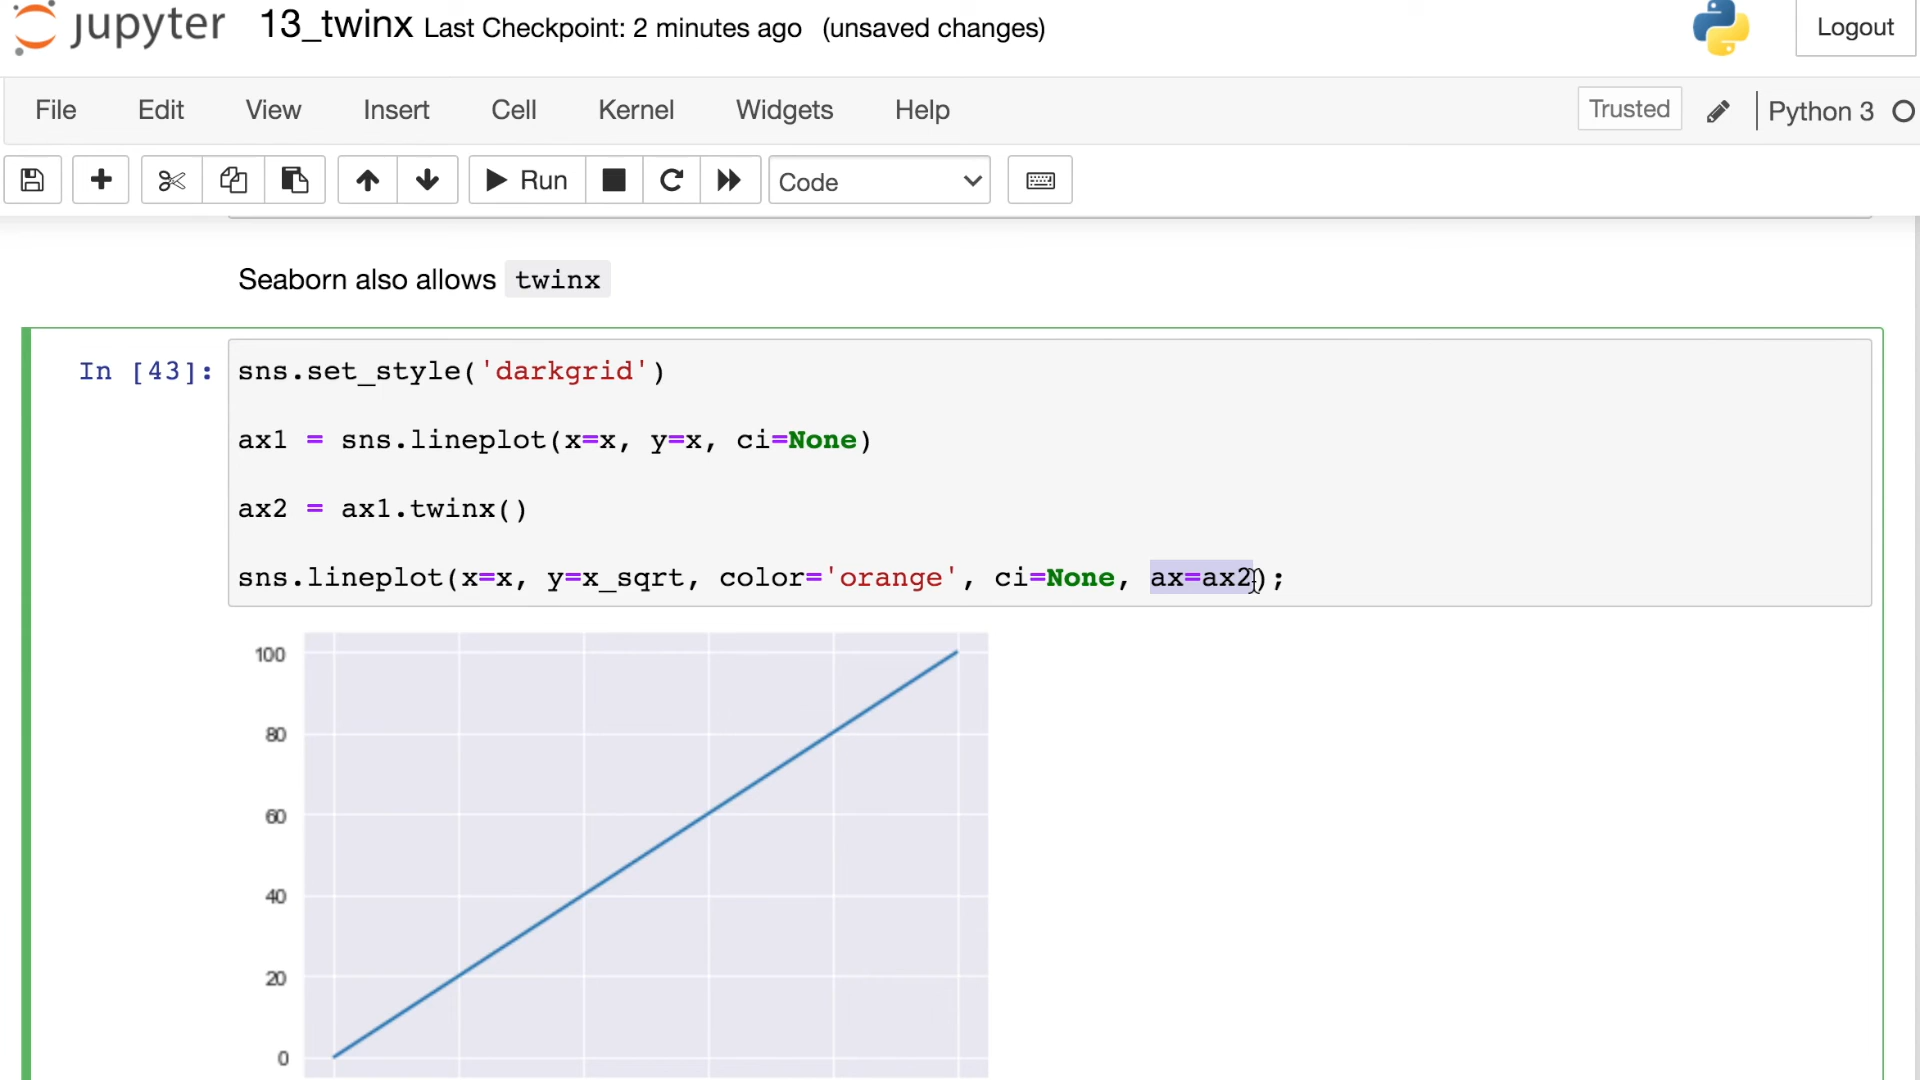 jupyter 13_twinx Last Checkpoint: 2 minutes ago (unsaved changes) Logout
File Edit View Insert Cell Kernel Widgets Help Trusted Python 3
Run Code
Seaborn also allows twinx
In [43]: sns.set_style('darkgrid')
ax1 = sns.lineplot(x=x, y=x, ci=None)
ax2 = ax1.twinx()
sns.lineplot(x=x, y=x_sqrt, color='orange', ci=None, ax=ax2);
100
80
60
40
20
0